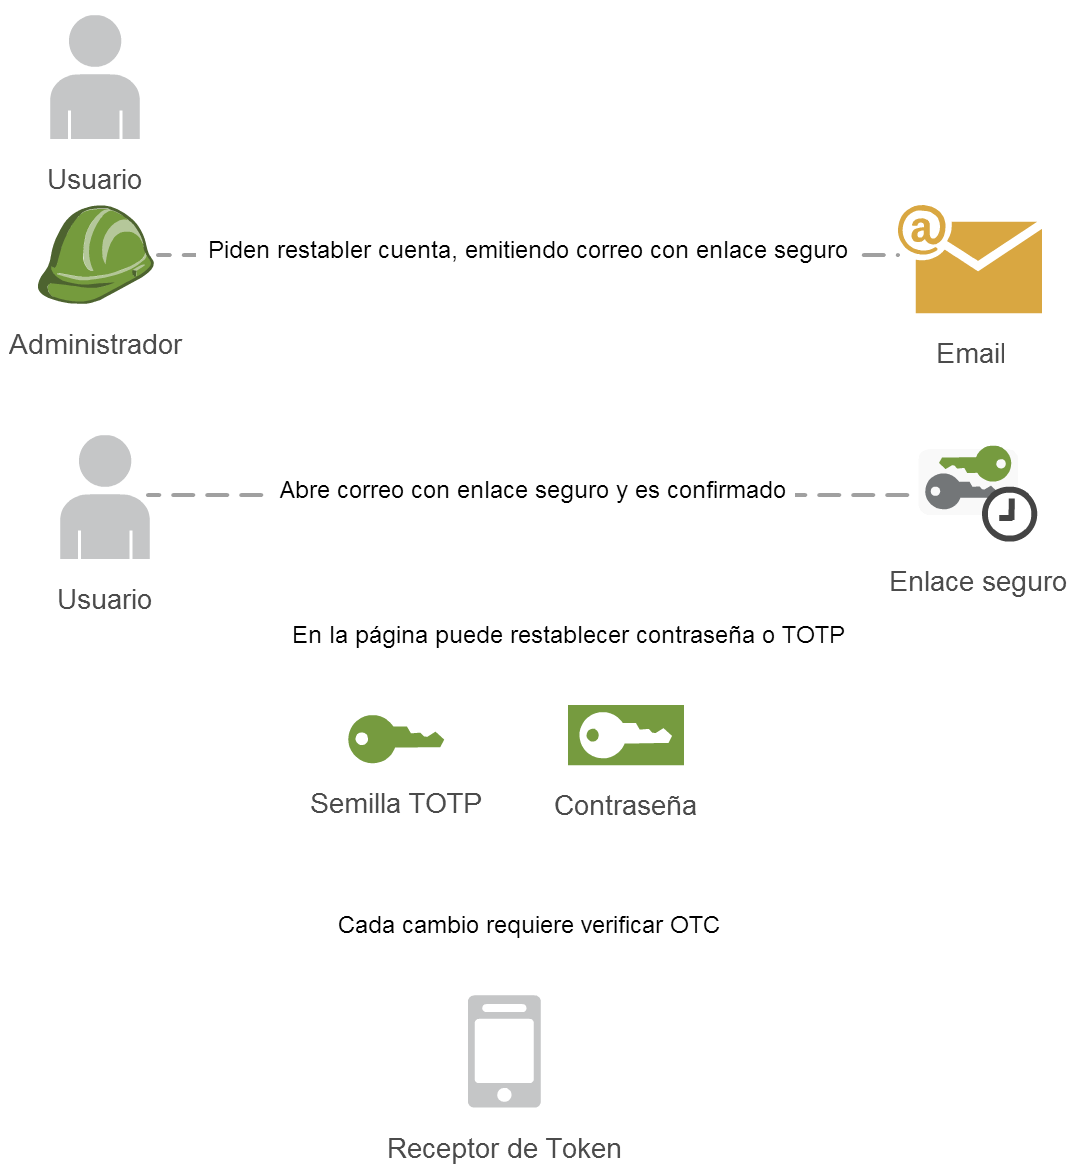 Usuario
Piden restabler cuenta, emitiendo correo con enlace seguro
Administrador
Email
Abre correo con enlace seguro y es confirmado
Usuario
Enlace seguro
En la página puede restablecer contraseña o TOTP
Semilla TOTP
Contraseña
Cada cambio requiere verificar OTC
Receptor de Token